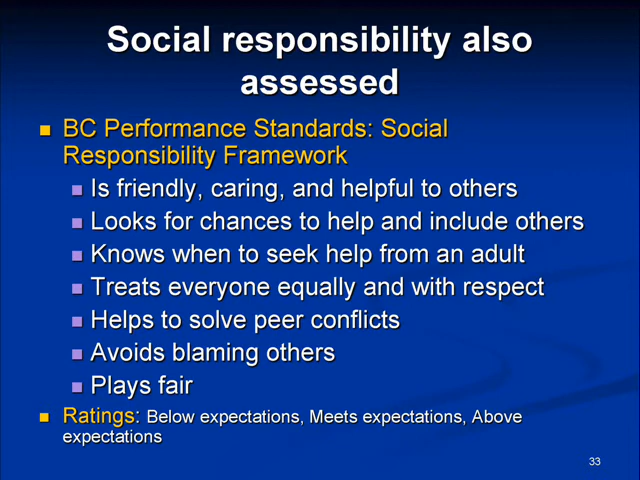 Social responsibility also
assessed
BC Performance Standards: Social
Responsibility Framework
Is friendly, caring, and helpful to others
Looks for chances to help and include others
Knows when to seek help from an adult
Treats everyone equally and with respect
Helps to solve peer conflicts
Avoids blaming others
Plays fair
Ratings: Below expectations, Meets expectations, Above
expectations
33